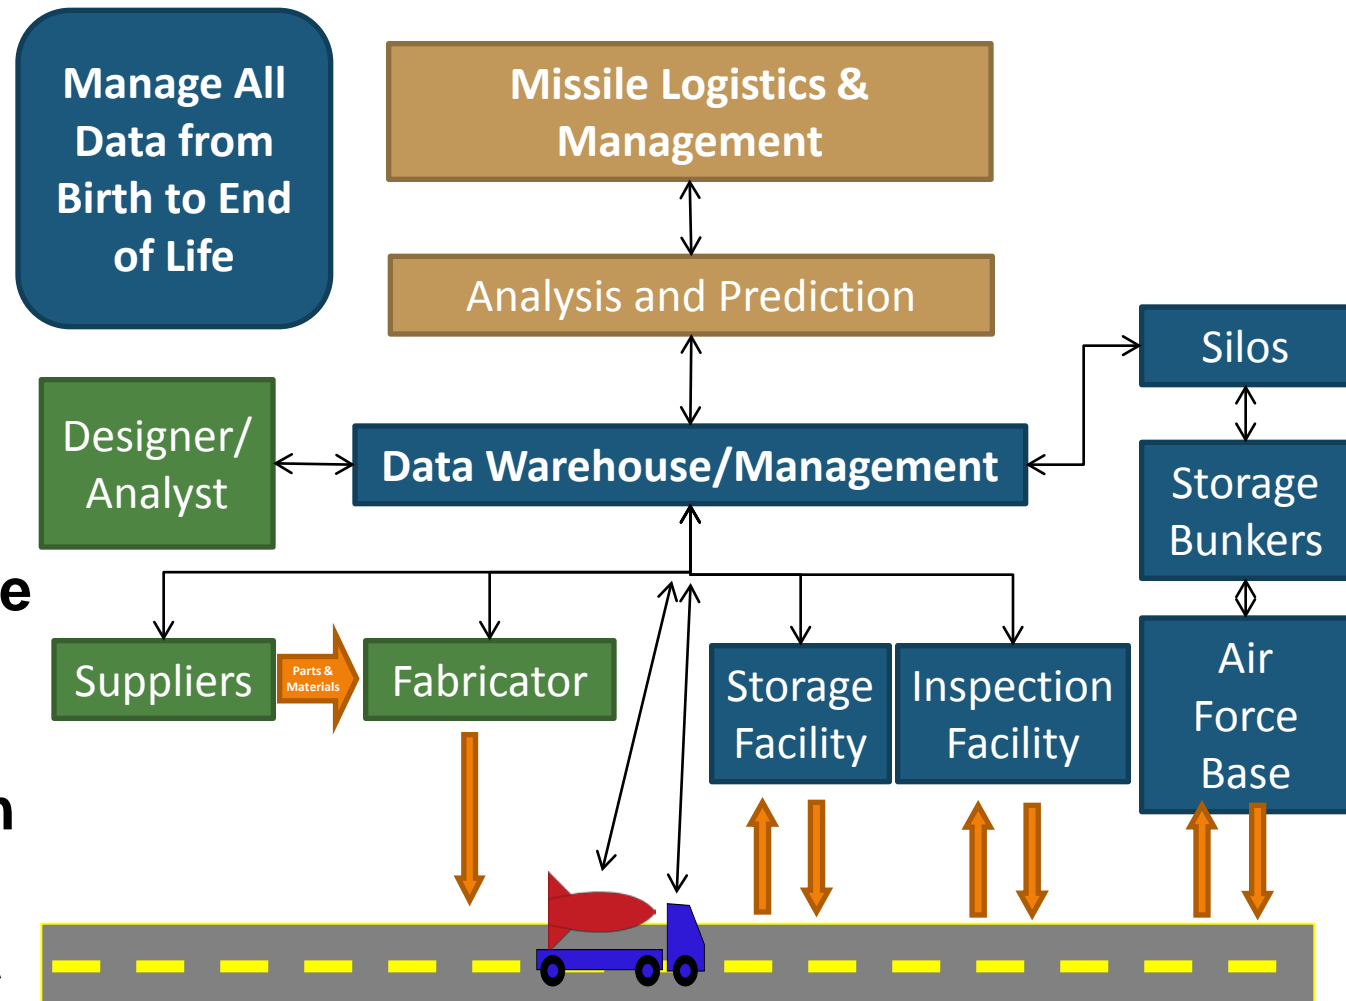 Manage All
Data from
Birth to End
of Life
Missile Logistics &
Management
Analysis and Prediction
Silos
Designer/
Analyst
Data Warehouse/Management
Storage
Bunkers
e
Suppliers
Parts &
Materials
Fabricator
Storage
Facility
Inspection
Facility
Air
Force
Base
n